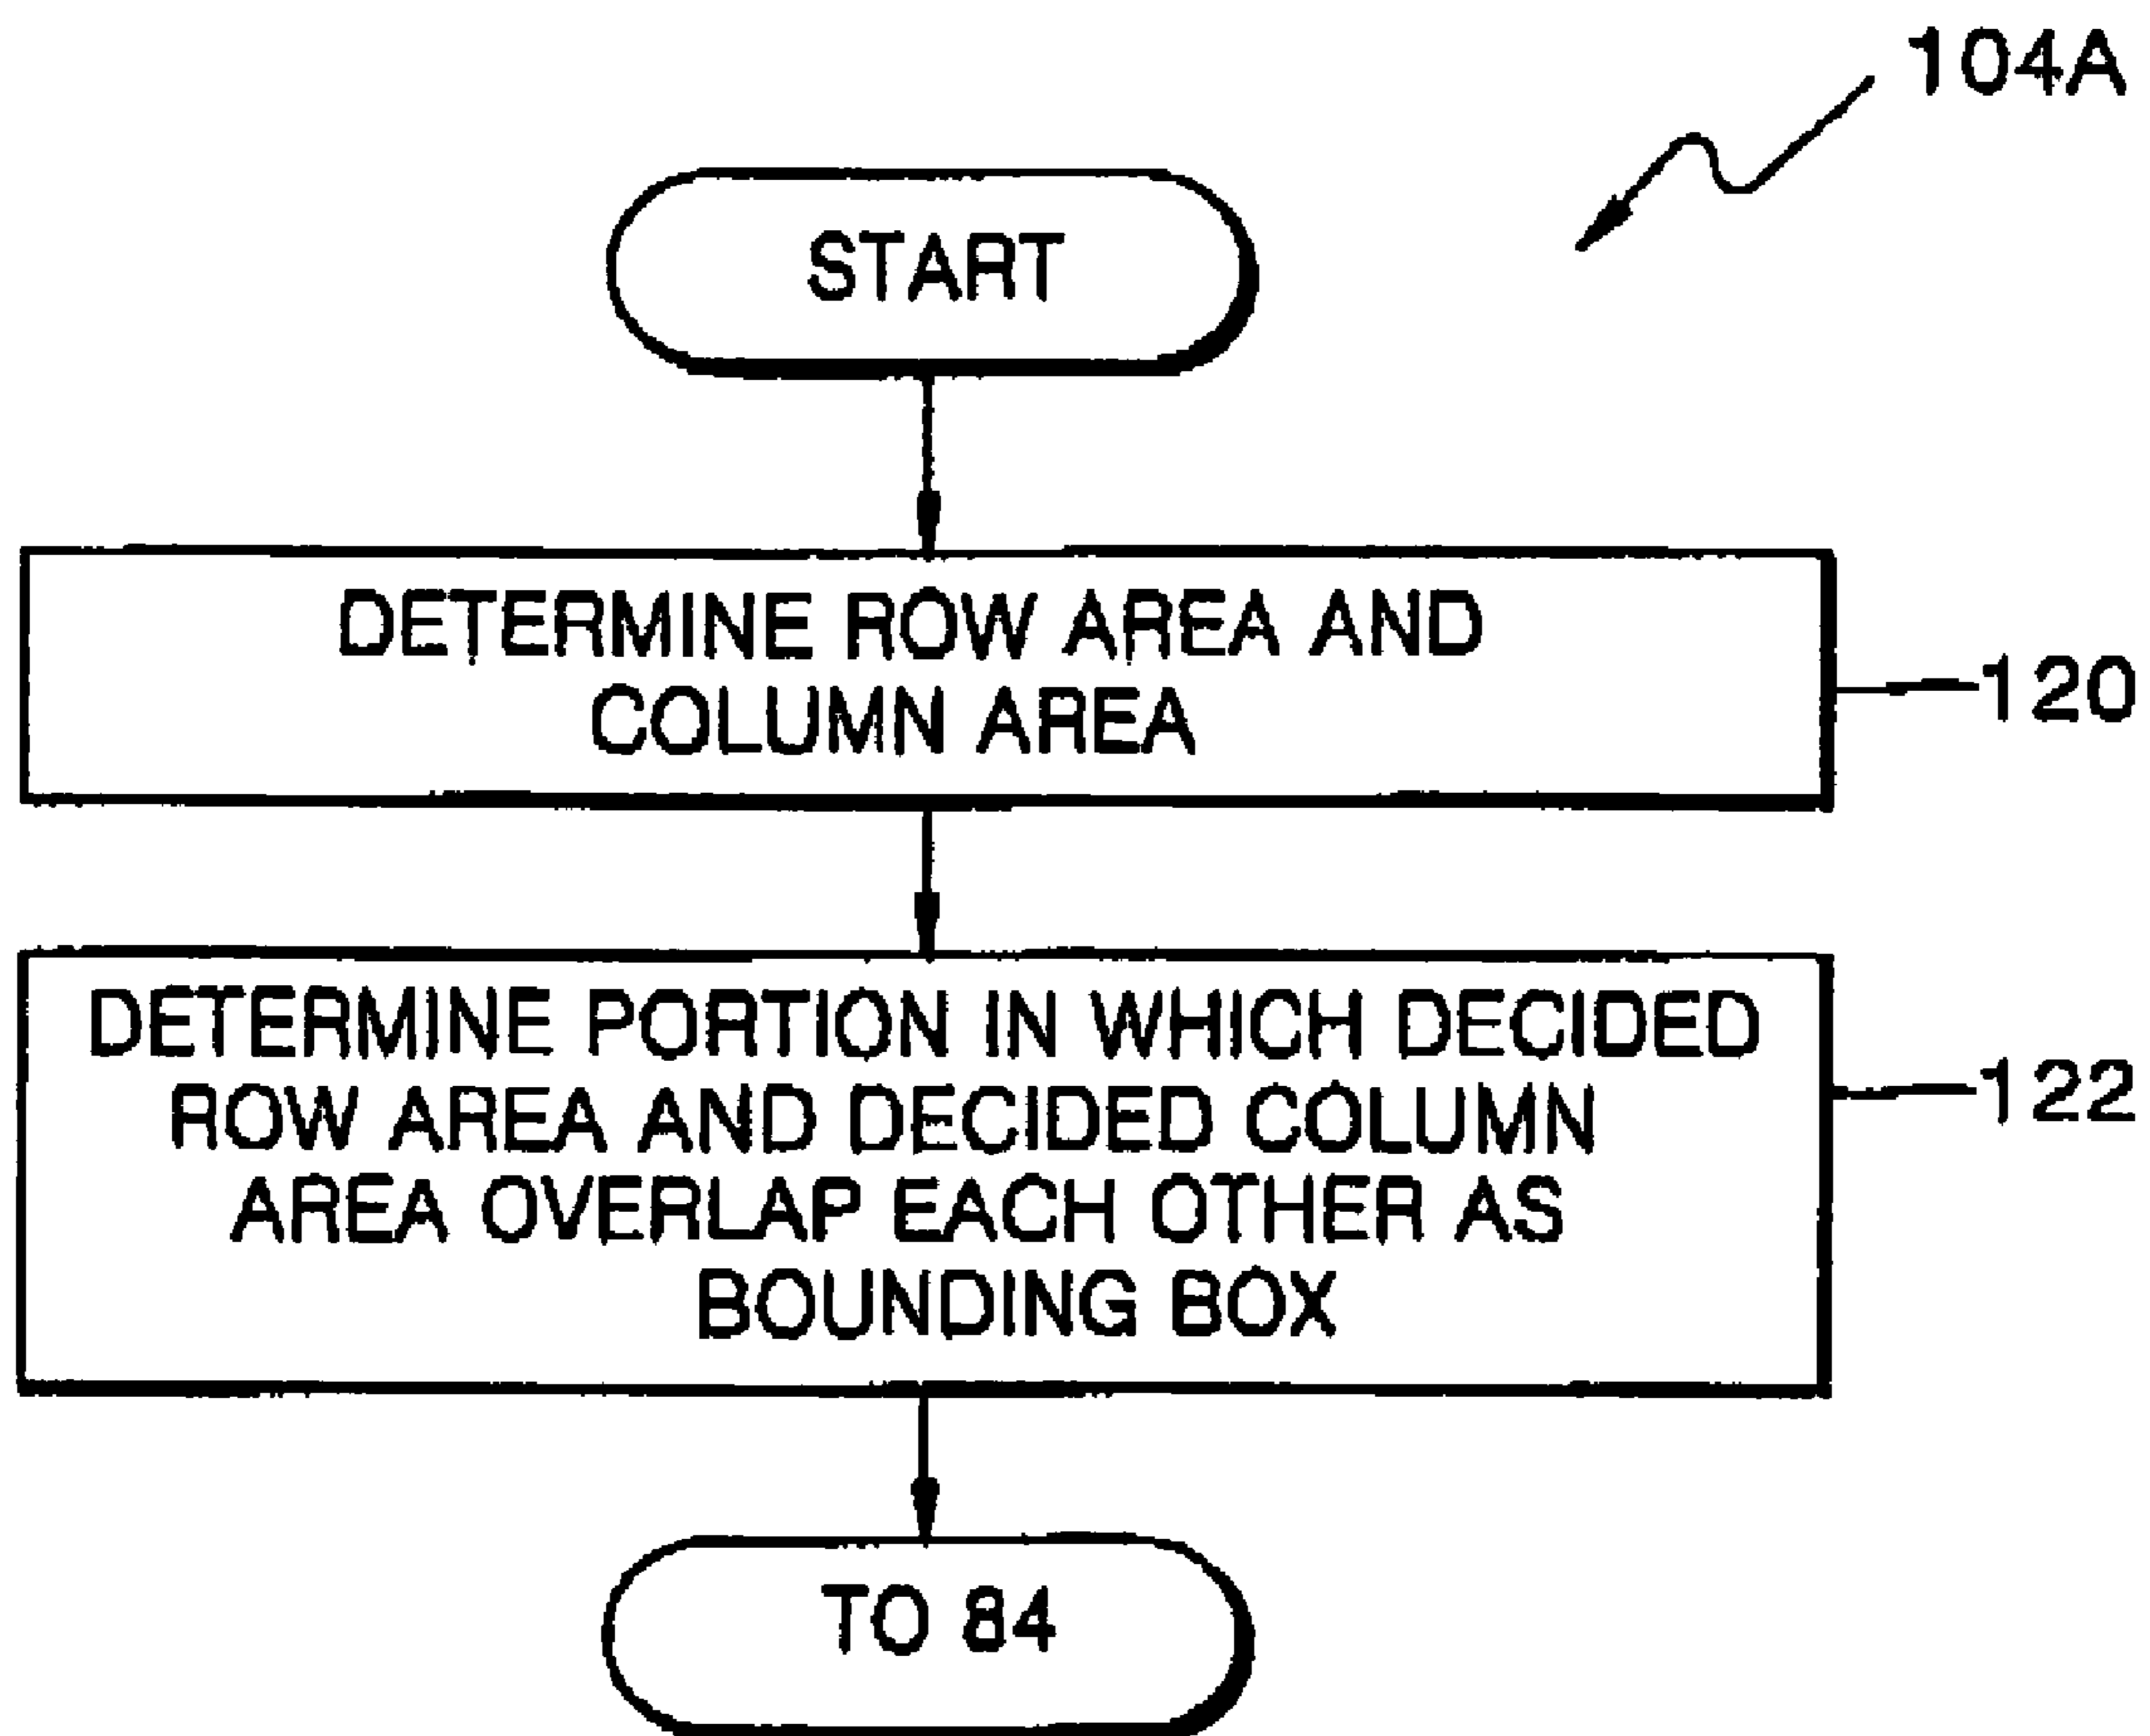 104A
START
DETERMINE ROW AREA AND
COLUMN AREA
120
DETERMINE PORTION IN WHICH DECIDED
ROW AREA AND DECIDED COLUMN
AREA OVERLAP EACH OTHER AS
BOUNDING BOX
122
TO 84